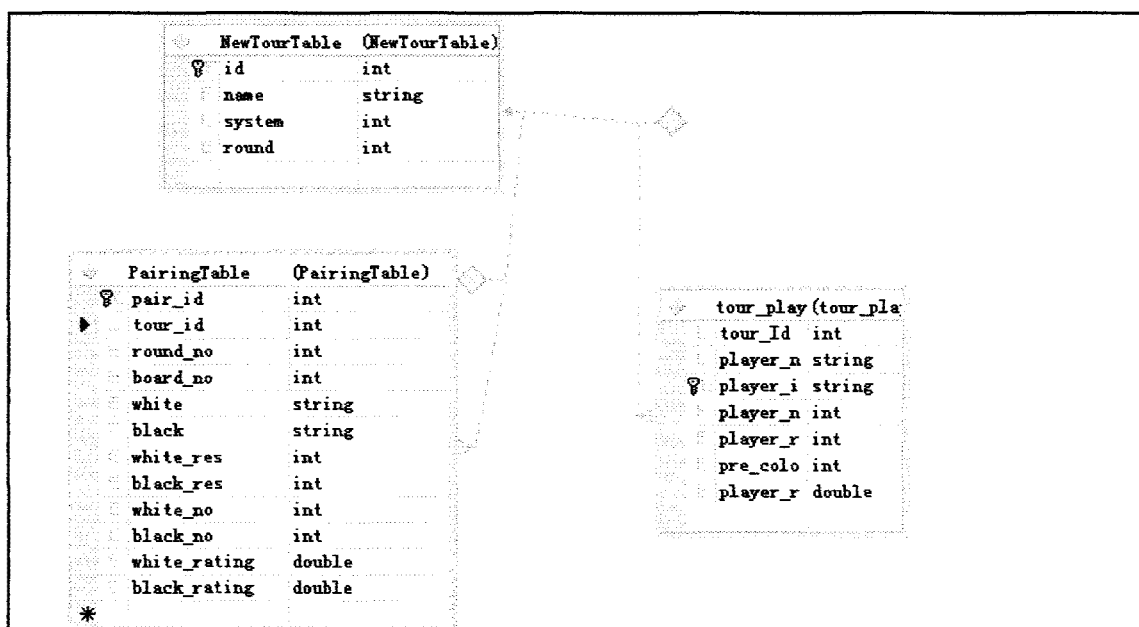 NewTourTable (NewTourTable)
id int
name string
system int
round int
PairingTable (PairingTable)
pair_id int
tour_id int
round_no int
board_no int
white string
black string
white_res int
black_res int
white_no int
black_no int
white_rating double
black_rating double
*
tour_play (tour_pla
tour_Id int
player_n string
player_i string
player_n int
player_r int
pre_colo int
player_r double